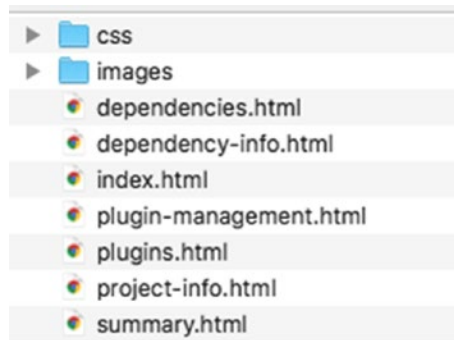 css
images
dependencies.html
dependency-info.html
index.html
plugin-management.html
plugins.html
project-info.html
summary.html